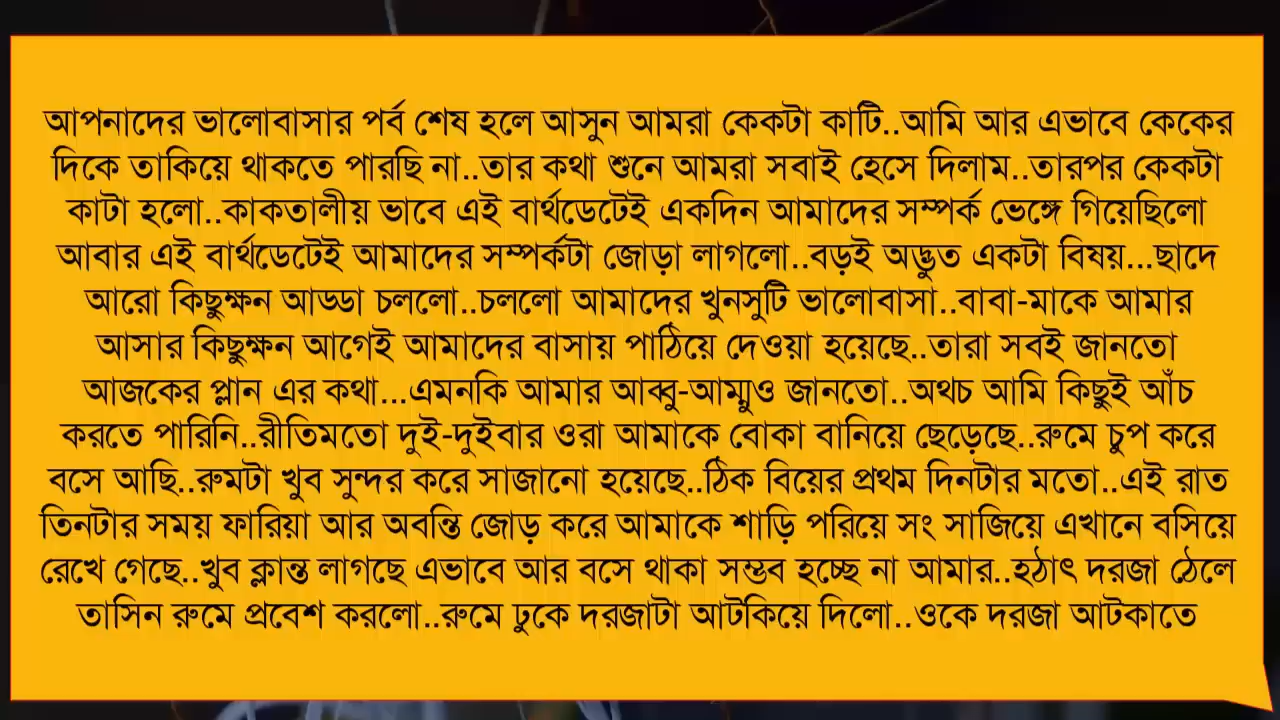 আপনাদের ভালোবাসার পর্ব শেষ হলে আসুন আমরা কেকটা কাটি..আমি আর এভাবে কেকের
দিকে তাকিয়ে থাকতে পারছি না..তার কথা শুনে আমরা সবাই হেসে দিলাম..তারপর কেকটা
কাটা হলো..কাকতালীয় ভাবে এই বার্থডেটেই একদিন আমাদের সম্পর্ক ভেঙ্গে গিয়েছিলো
আবার এই বার্থডেটেই আমাদের সম্পর্কটা জোড়া লাগলো..বড়ই অদ্ভুত একটা বিষয়...ছাদে
আরো কিছুক্ষন আড্ডা চললো..চললো আমাদের খুনসুটি ভালোবাসা..বাবা-মাকে আমার
আসার কিছুক্ষন আগেই আমাদের বাসায় পাঠিয়ে দেওয়া হয়েছে..তারা সবই জানতো
আজকের প্লান এর কথা...এমনকি আমার আব্বু-আম্মুও জানতো..অথচ আমি কিছুই আঁচ
করতে পারিনি..রীতিমতো দুই-দুইবার ওরা আমাকে বোকা বানিয়ে ছেড়েছে..রুমে চুপ করে
বসে আছি..রুমটা খুব সুন্দর করে সাজানো হয়েছে..ঠিক বিয়ের প্রথম দিনটার মতো..এই রাত
তিনটার সময় ফারিয়া আর অবন্তি জোড় করে আমাকে শাড়ি পরিয়ে সং সাজিয়ে এখানে বসিয়ে
রেখে গেছে..খুব ক্লান্ত লাগছে এভাবে আর বসে থাকা সম্ভব হচ্ছে না আমার..হঠাৎ দরজা ঠেলে
তাসিন রুমে প্রবেশ করলো..রুমে ঢুকে দরজাটা আটকিয়ে দিলো..ওকে দরজা আটকাতে